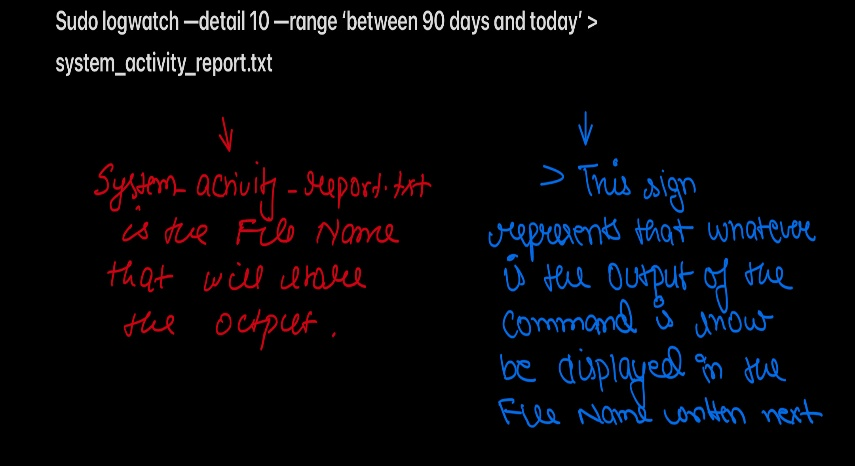 Sudo logwatch —detail 10 —range ‘between 90 days and today’ >
system_activity_report.txt
System_activity_report.txt
is the File Name
that will
the output.
> This sign
represents that whatever
is the output of the
command is
be displayed in the
File Name written next